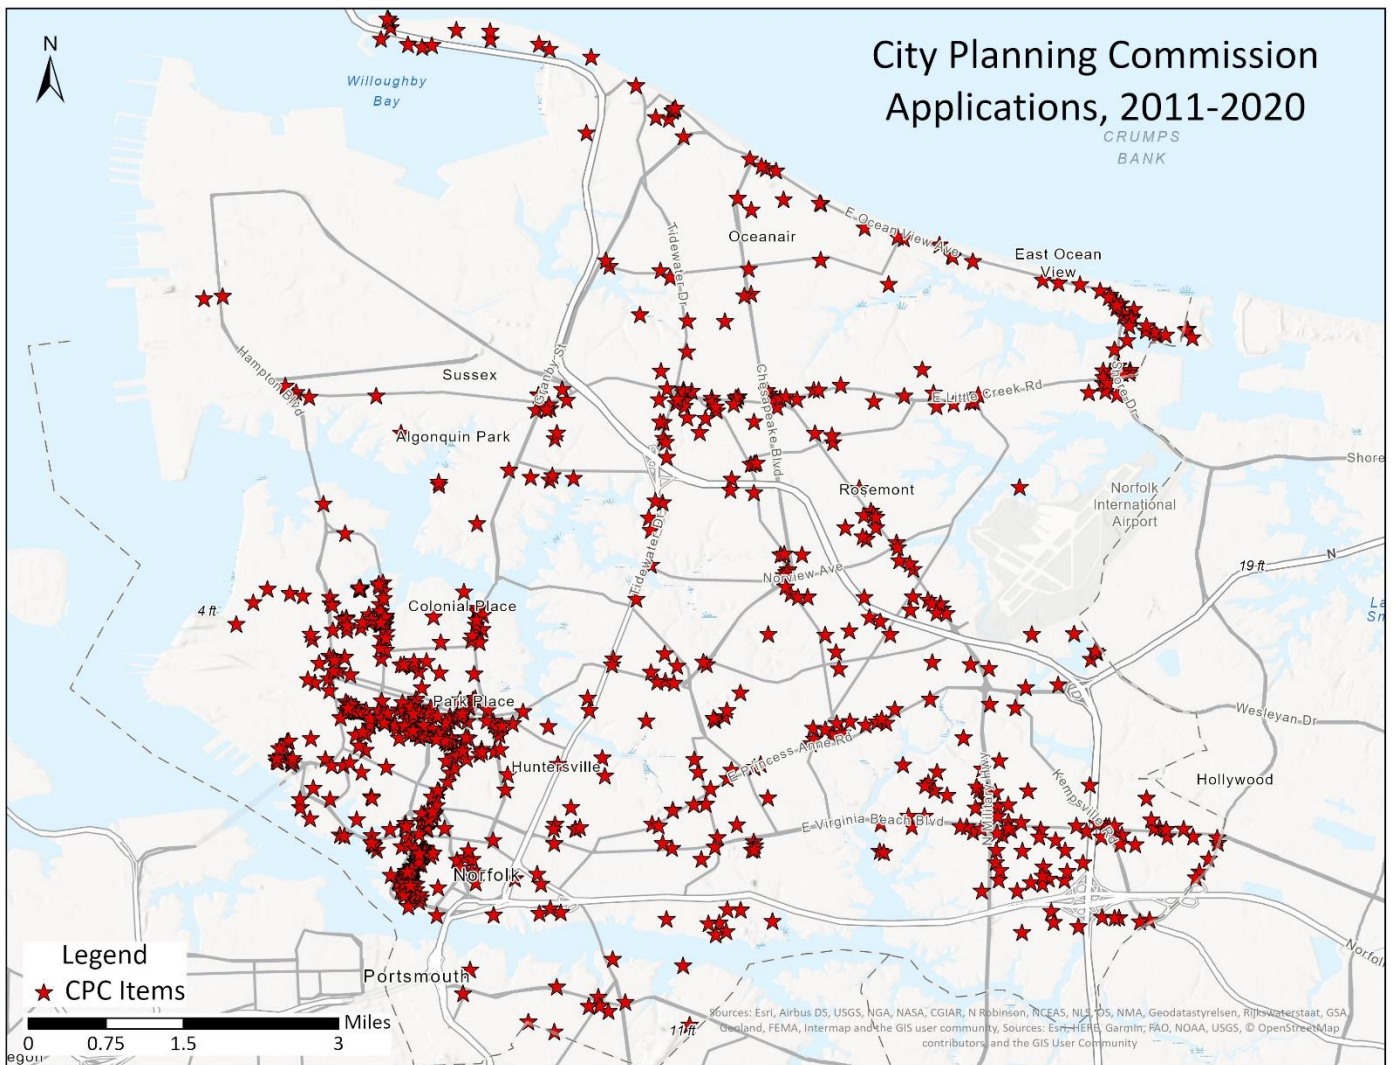 City Planning Commission
Applications, 2011-2020
N
Willoughby
Bay
CRUMPS
BANK
Tidewater Dr
Oceanair
E Ocean View Ave
East Ocean
View
Granby St
Hampton Blvd
Sussex
Chesapeake Blvd
E Little Creek Rd
Shore Dr
Algonquin Park
Shore
Rosemont
Norfolk
International
Airport
Tidewater Dr
Norview Ave
N
19 ft
4 ft
Colonial Place
La
Sn
Park Place
Wesleyan Dr
E Princess Anne Rd
Huntersville
N Military Hwy
Kempsville Rd
Hollywood
E Virginia Beach Blvd
Norfolk
Norfolk
Legend
CPC Items
Portsmouth
Miles
0 0.75 1.5 3
11 ft
Sources: Esri, Airbus DS, USGS, NGA, NASA, CGIAR, N Robinson, NCEAS, NLS, OS, NMA, Geodatastyrelsen, Rijkswaterstaat, GSA,
Geoland, FEMA, Intermap and the GIS user community, Sources: Esri, HERE, Garmin, FAO, NOAA, USGS, © OpenStreetMap
contributors, and the GIS User Community